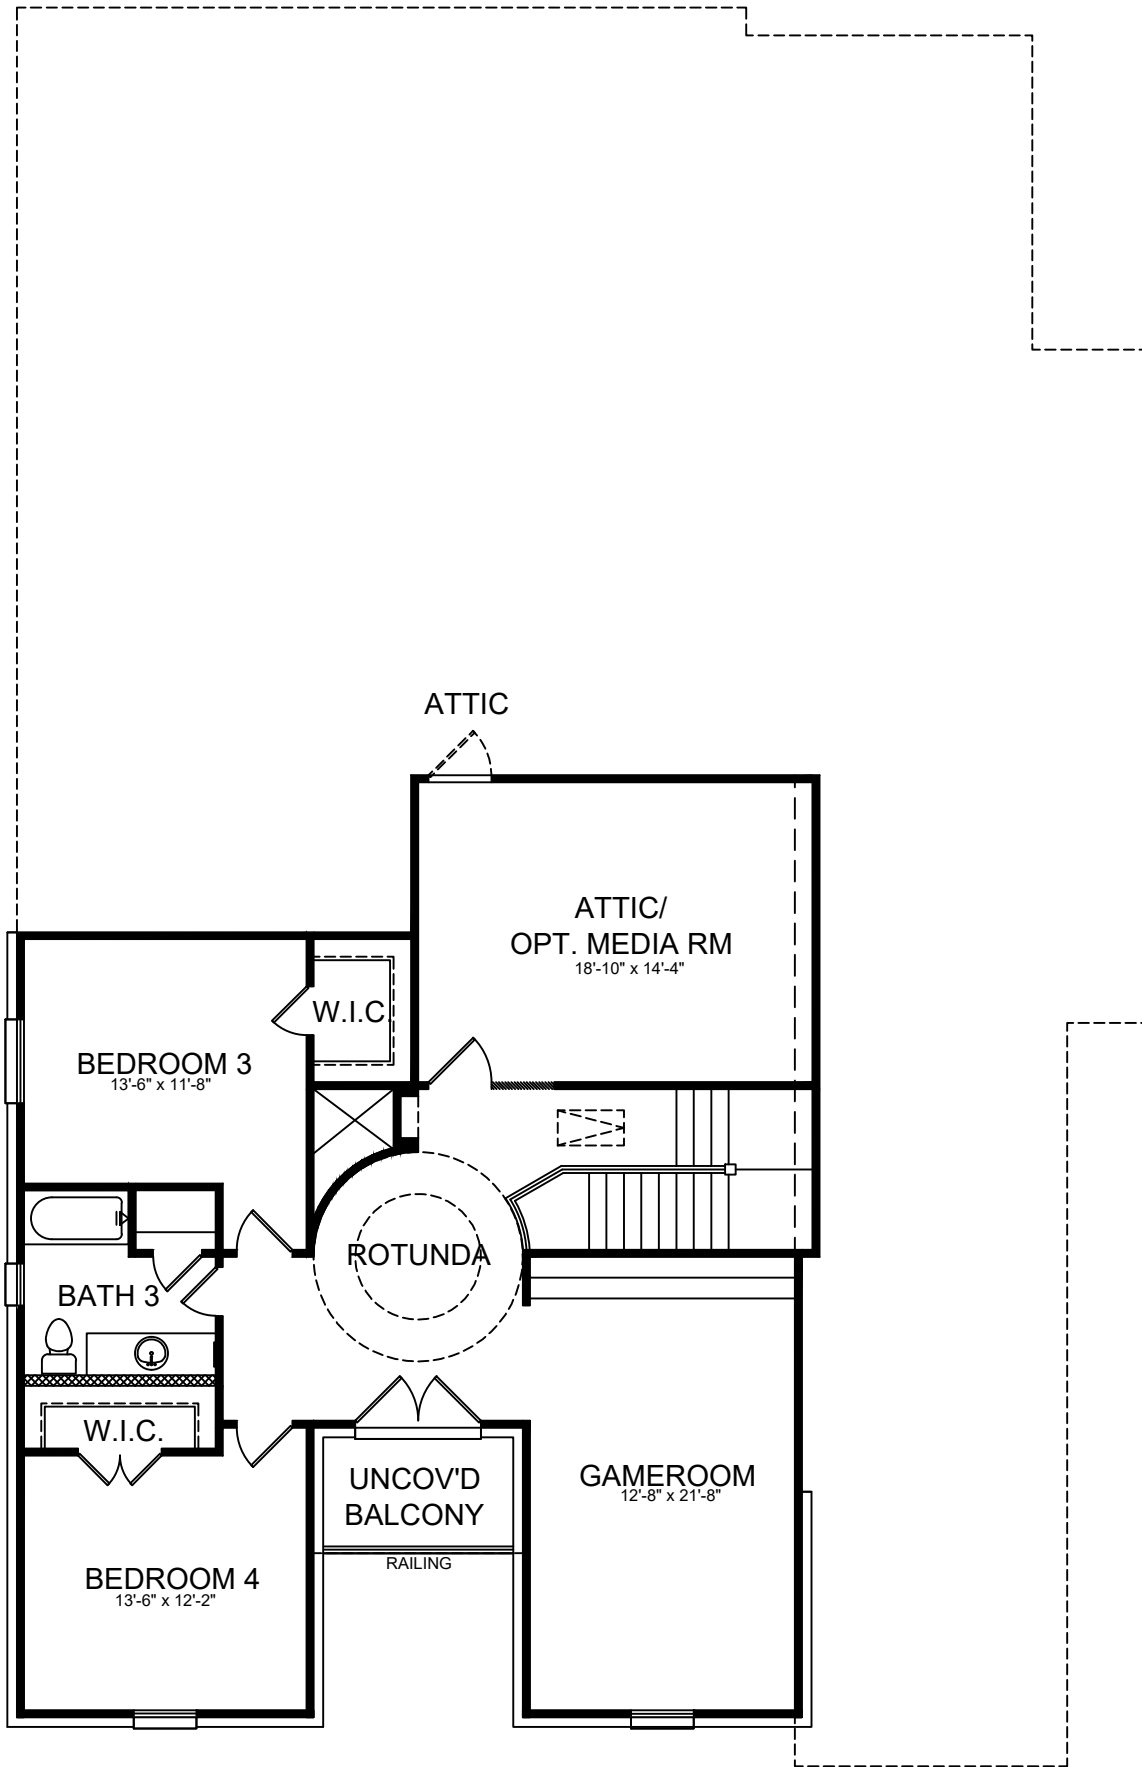 ATTIC
ATTIC/
OPT. MEDIA RM
18'-10" x 14'-4"
W.I.C.
BEDROOM 3
13'-6" x 11'-8"
ROTUNDA
BATH 3
W.I.C.
UNCOV'D
BALCONY
RAILING
GAMEROOM
12'-8" x 21'-8"
BEDROOM 4
13'-6" x 12'-2"